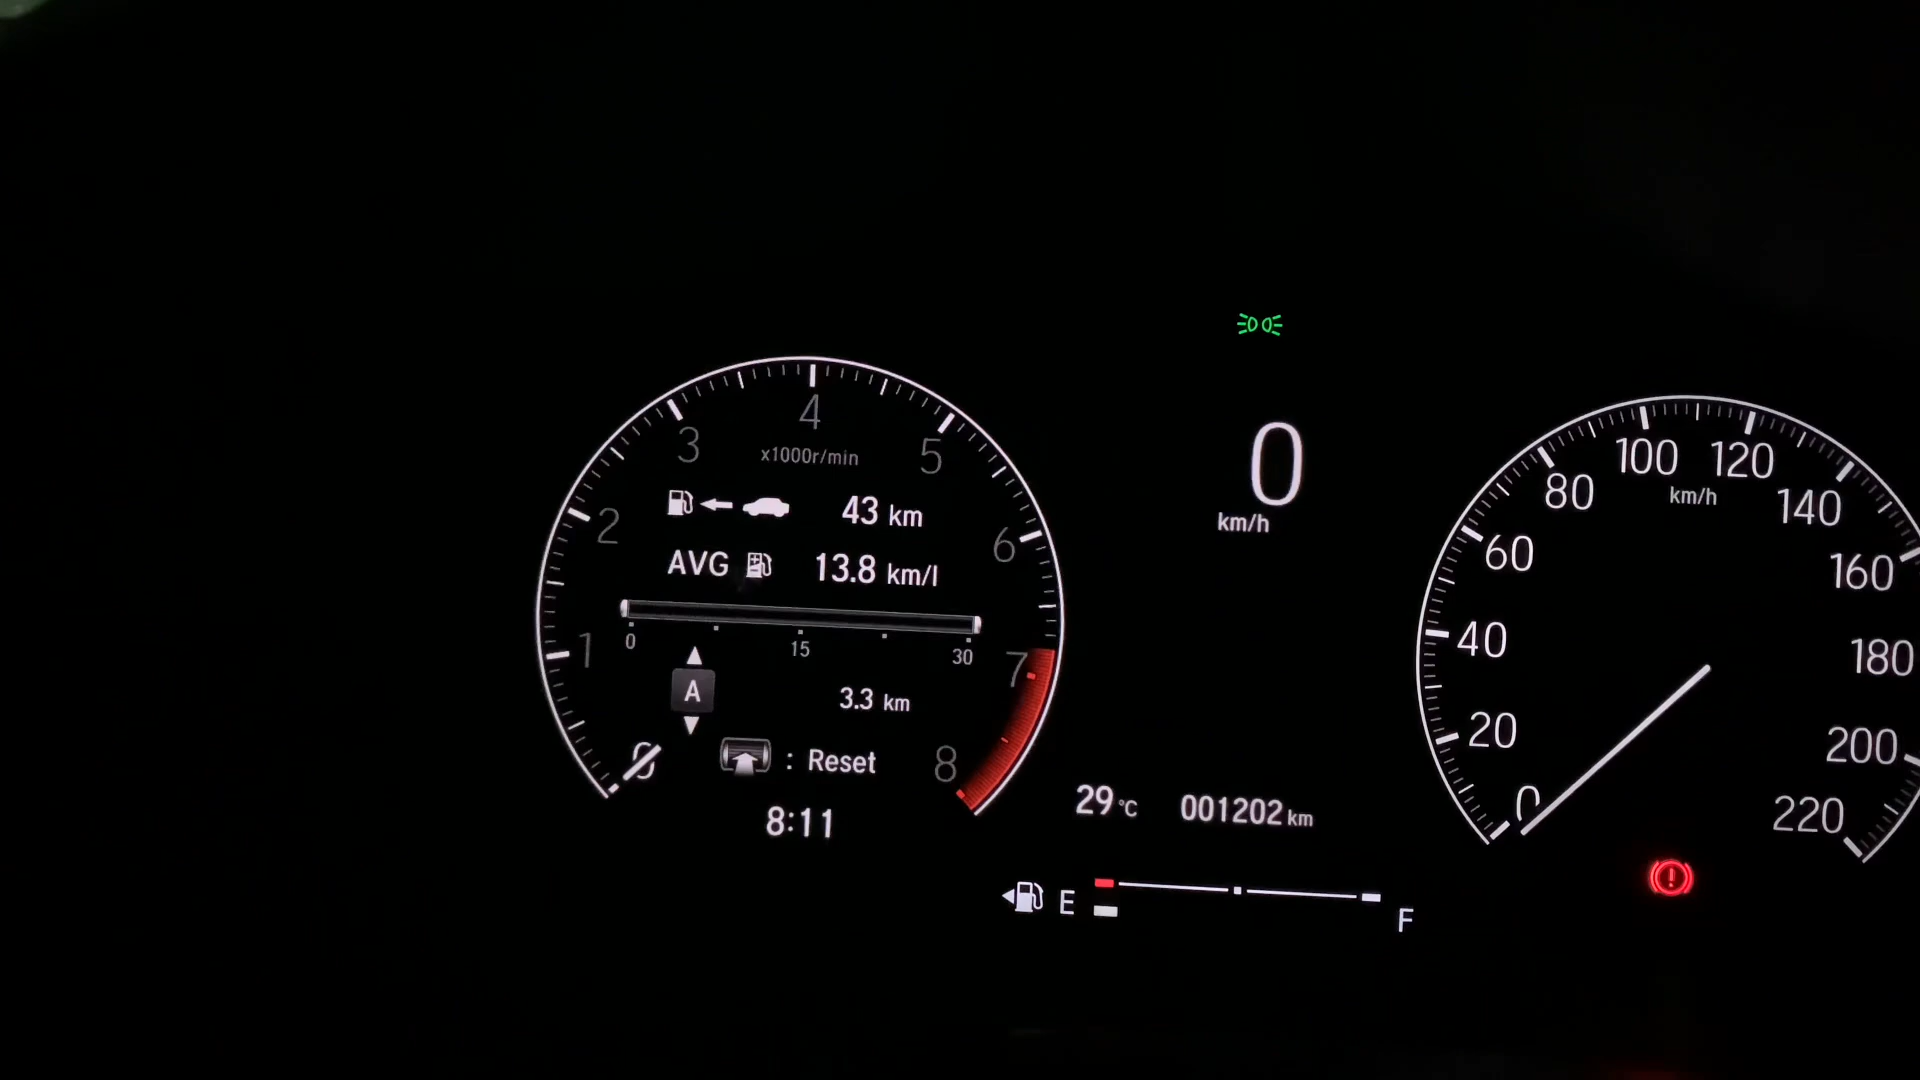 4
3
5
x1000r/min
43 km
2
6
AVG 13.8 km/l
0 15 30
1
7
A
3.3 km
: Reset
0
8
8:11
0
km/h
29 °C
001202 km
E
F
100
120
80
km/h
140
60
160
40
180
20
200
0
220
!